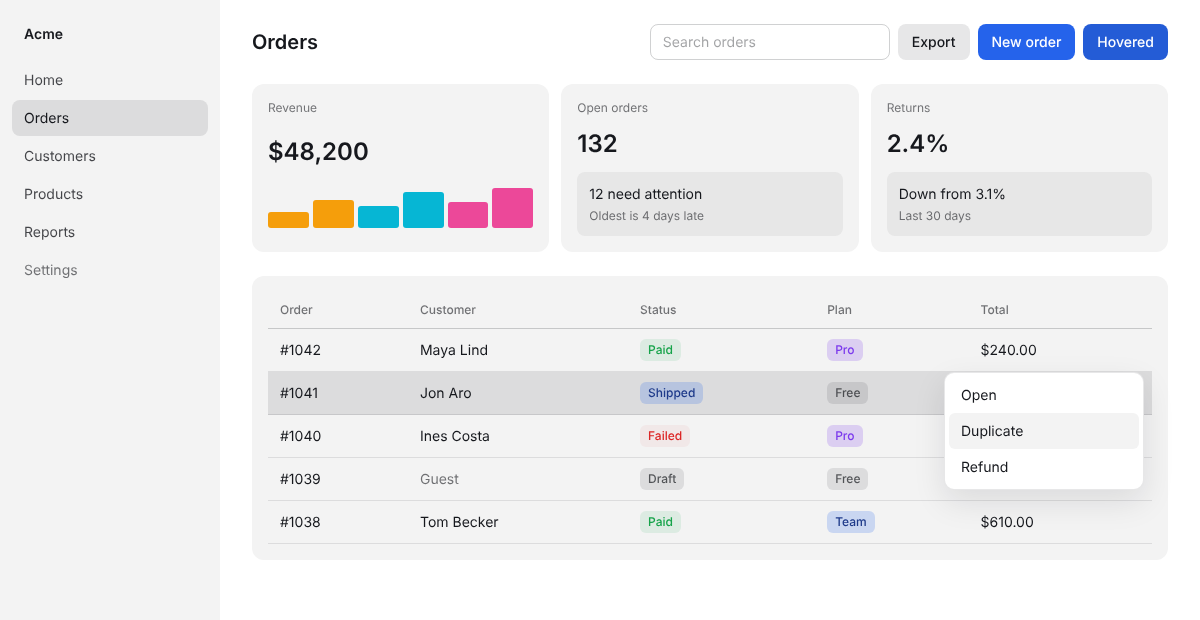 Acme
Home
Orders
Customers
Products
Reports
Settings
Orders
Search orders
Export
New order
Hovered
Revenue
$48,200
Open orders
132
12 need attention
Oldest is 4 days late
Returns
2.4%
Down from 3.1%
Last 30 days
Order Customer Status Plan Total
#1042 Maya Lind Paid Pro $240.00
#1041 Jon Aro Shipped Free
#1040 Ines Costa Failed Pro
#1039 Guest Draft Free
#1038 Tom Becker Paid Team $610.00
Open
Duplicate
Refund